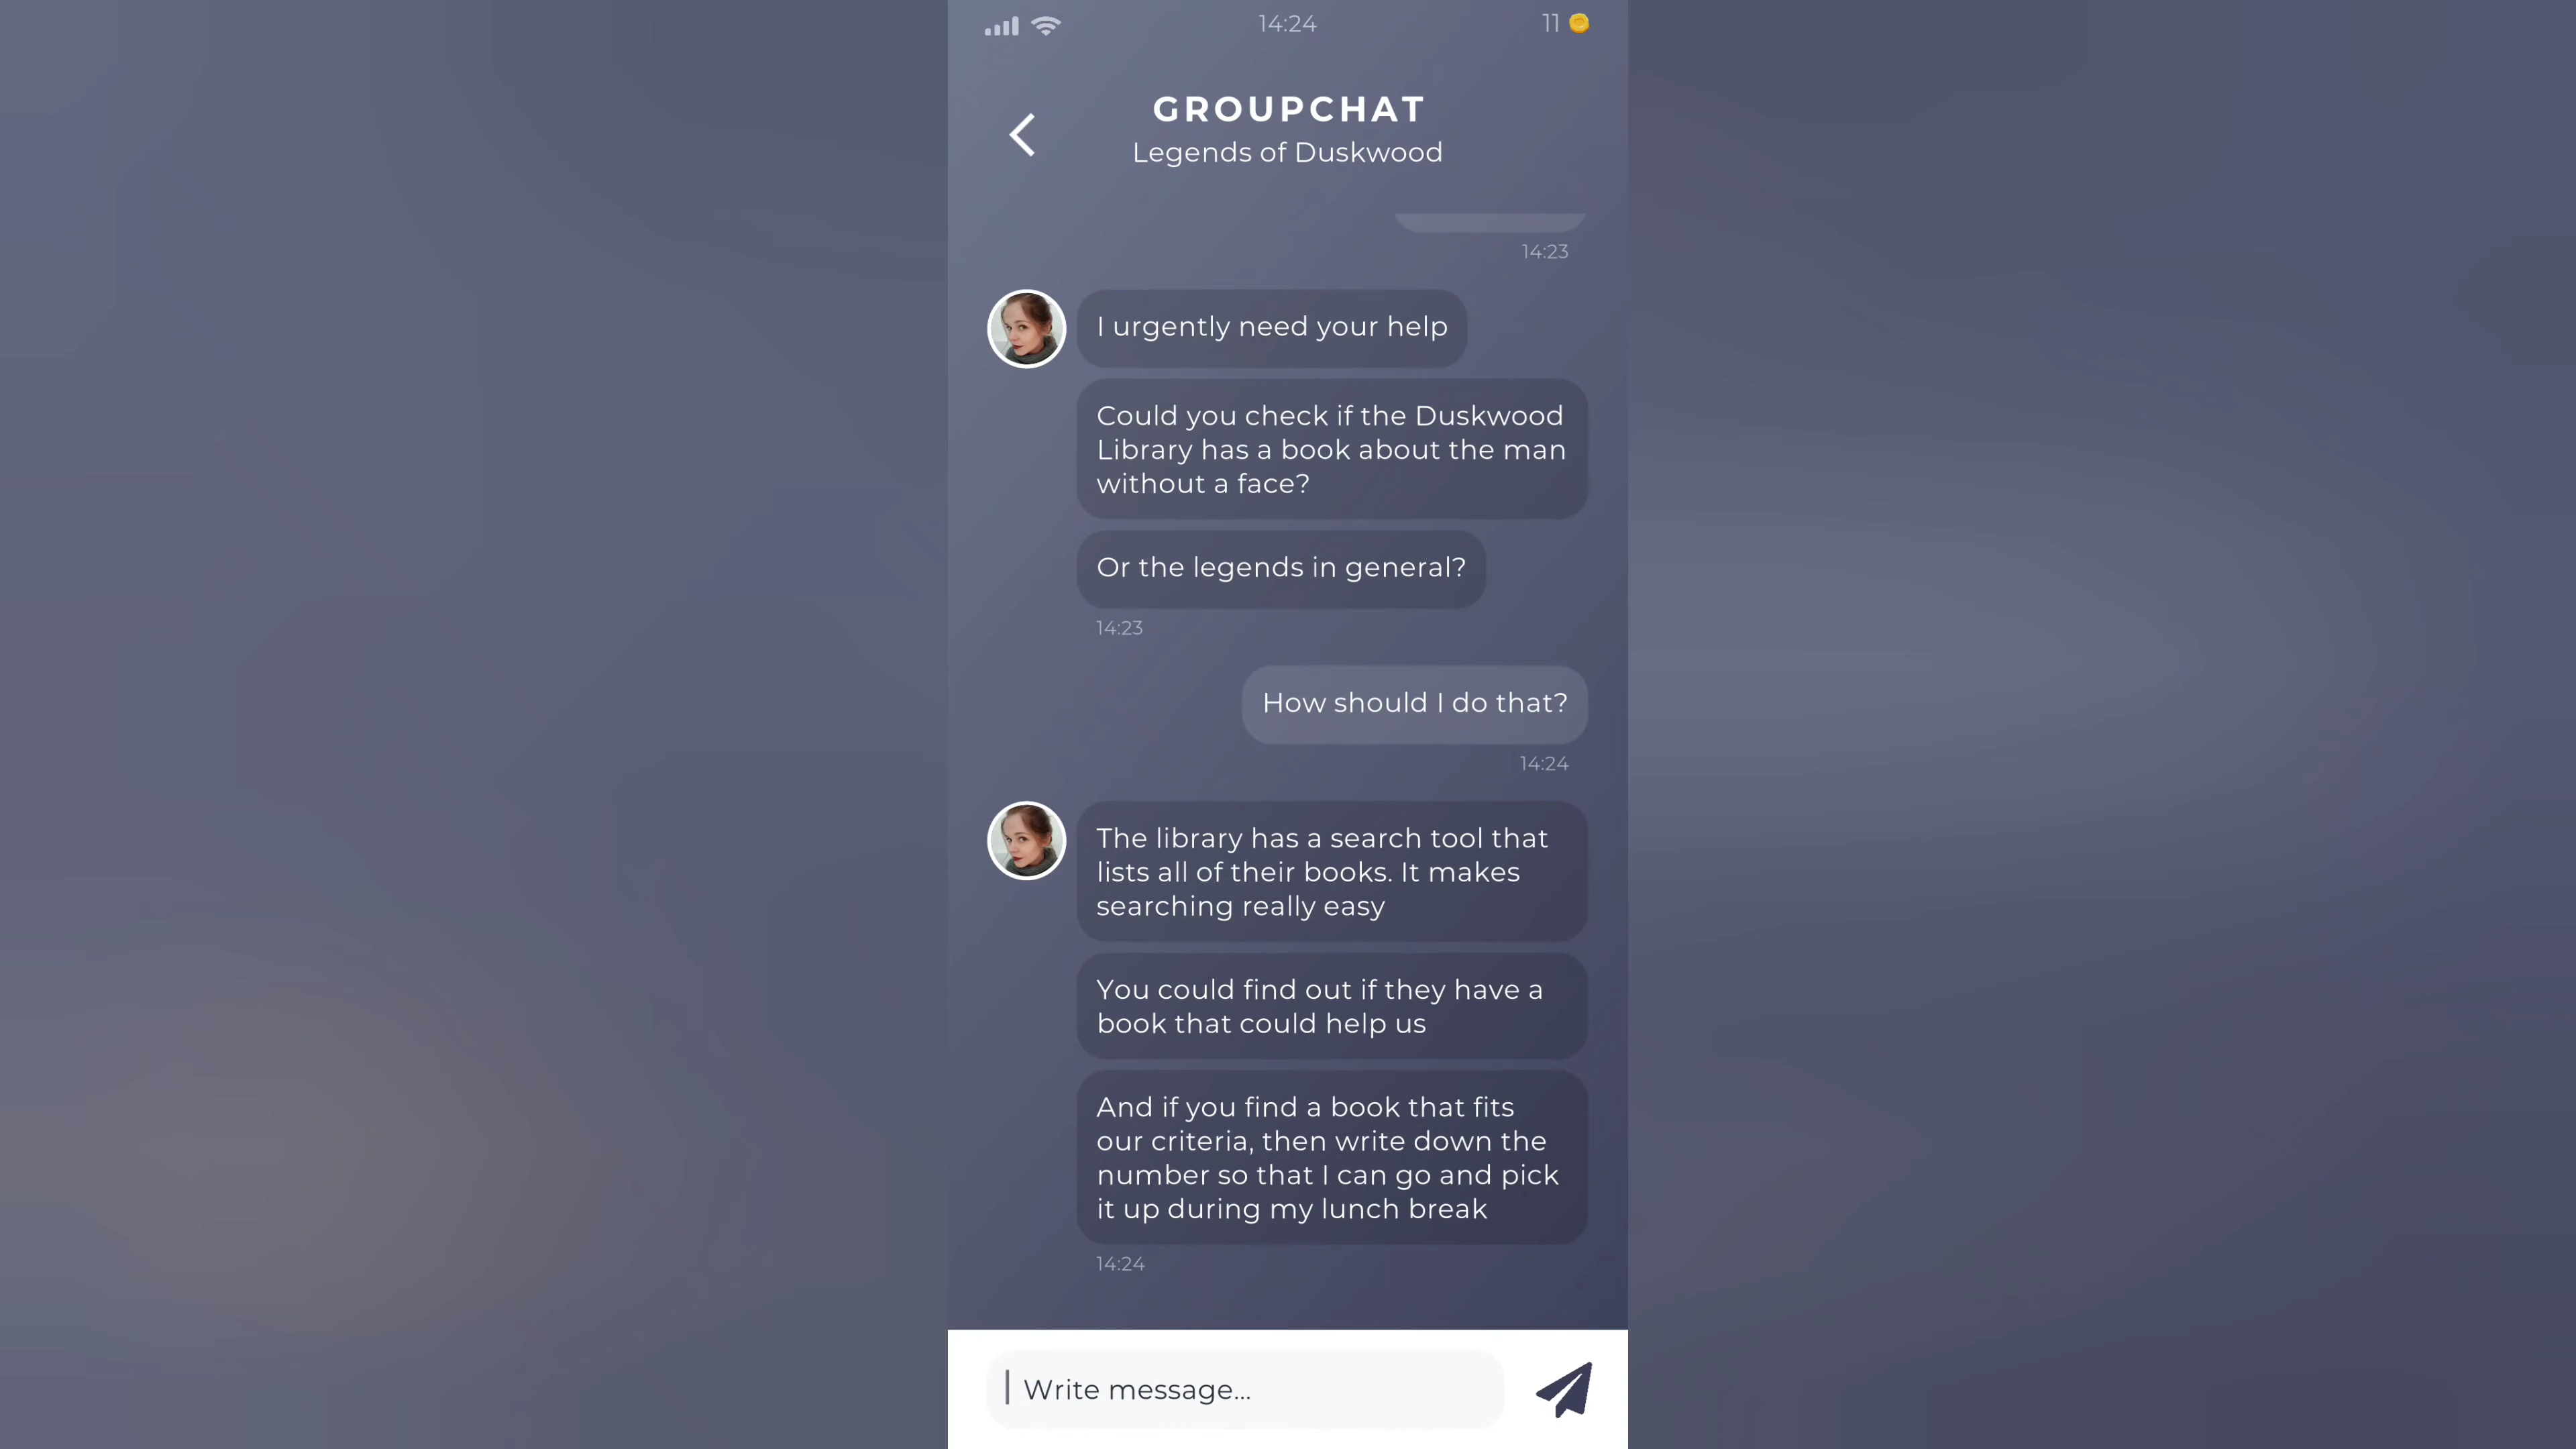 14:24
11
GROUPCHAT
Legends of Duskwood
14:23
I urgently need your help
Could you check if the Duskwood
Library has a book about the man
without a face?
Or the legends in general?
14:23
How should I do that?
14:24
The library has a search tool that
lists all of their books. It makes
searching really easy
You could find out if they have a
book that could help us
And if you find a book that fits
our criteria, then write down the
number so that I can go and pick
it up during my lunch break
14:24
Write message...